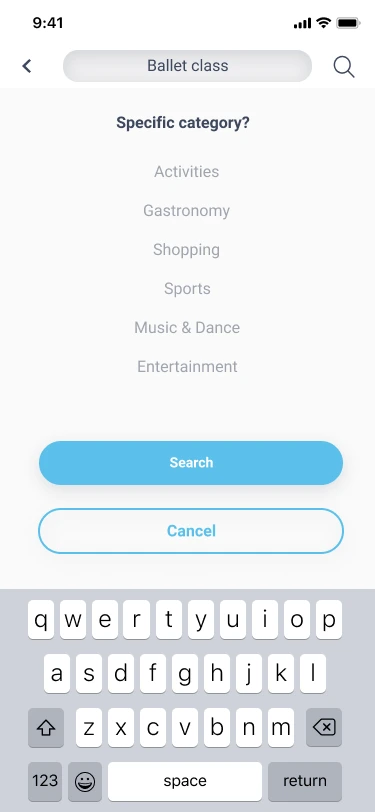 9:41
Ballet class
Specific category?
Activities
Gastronomy
Shopping
Sports
Music & Dance
Entertainment
Search
Cancel
q w e r t y u i o p
a s d f g h j k l
z x c v b n m
123 space return